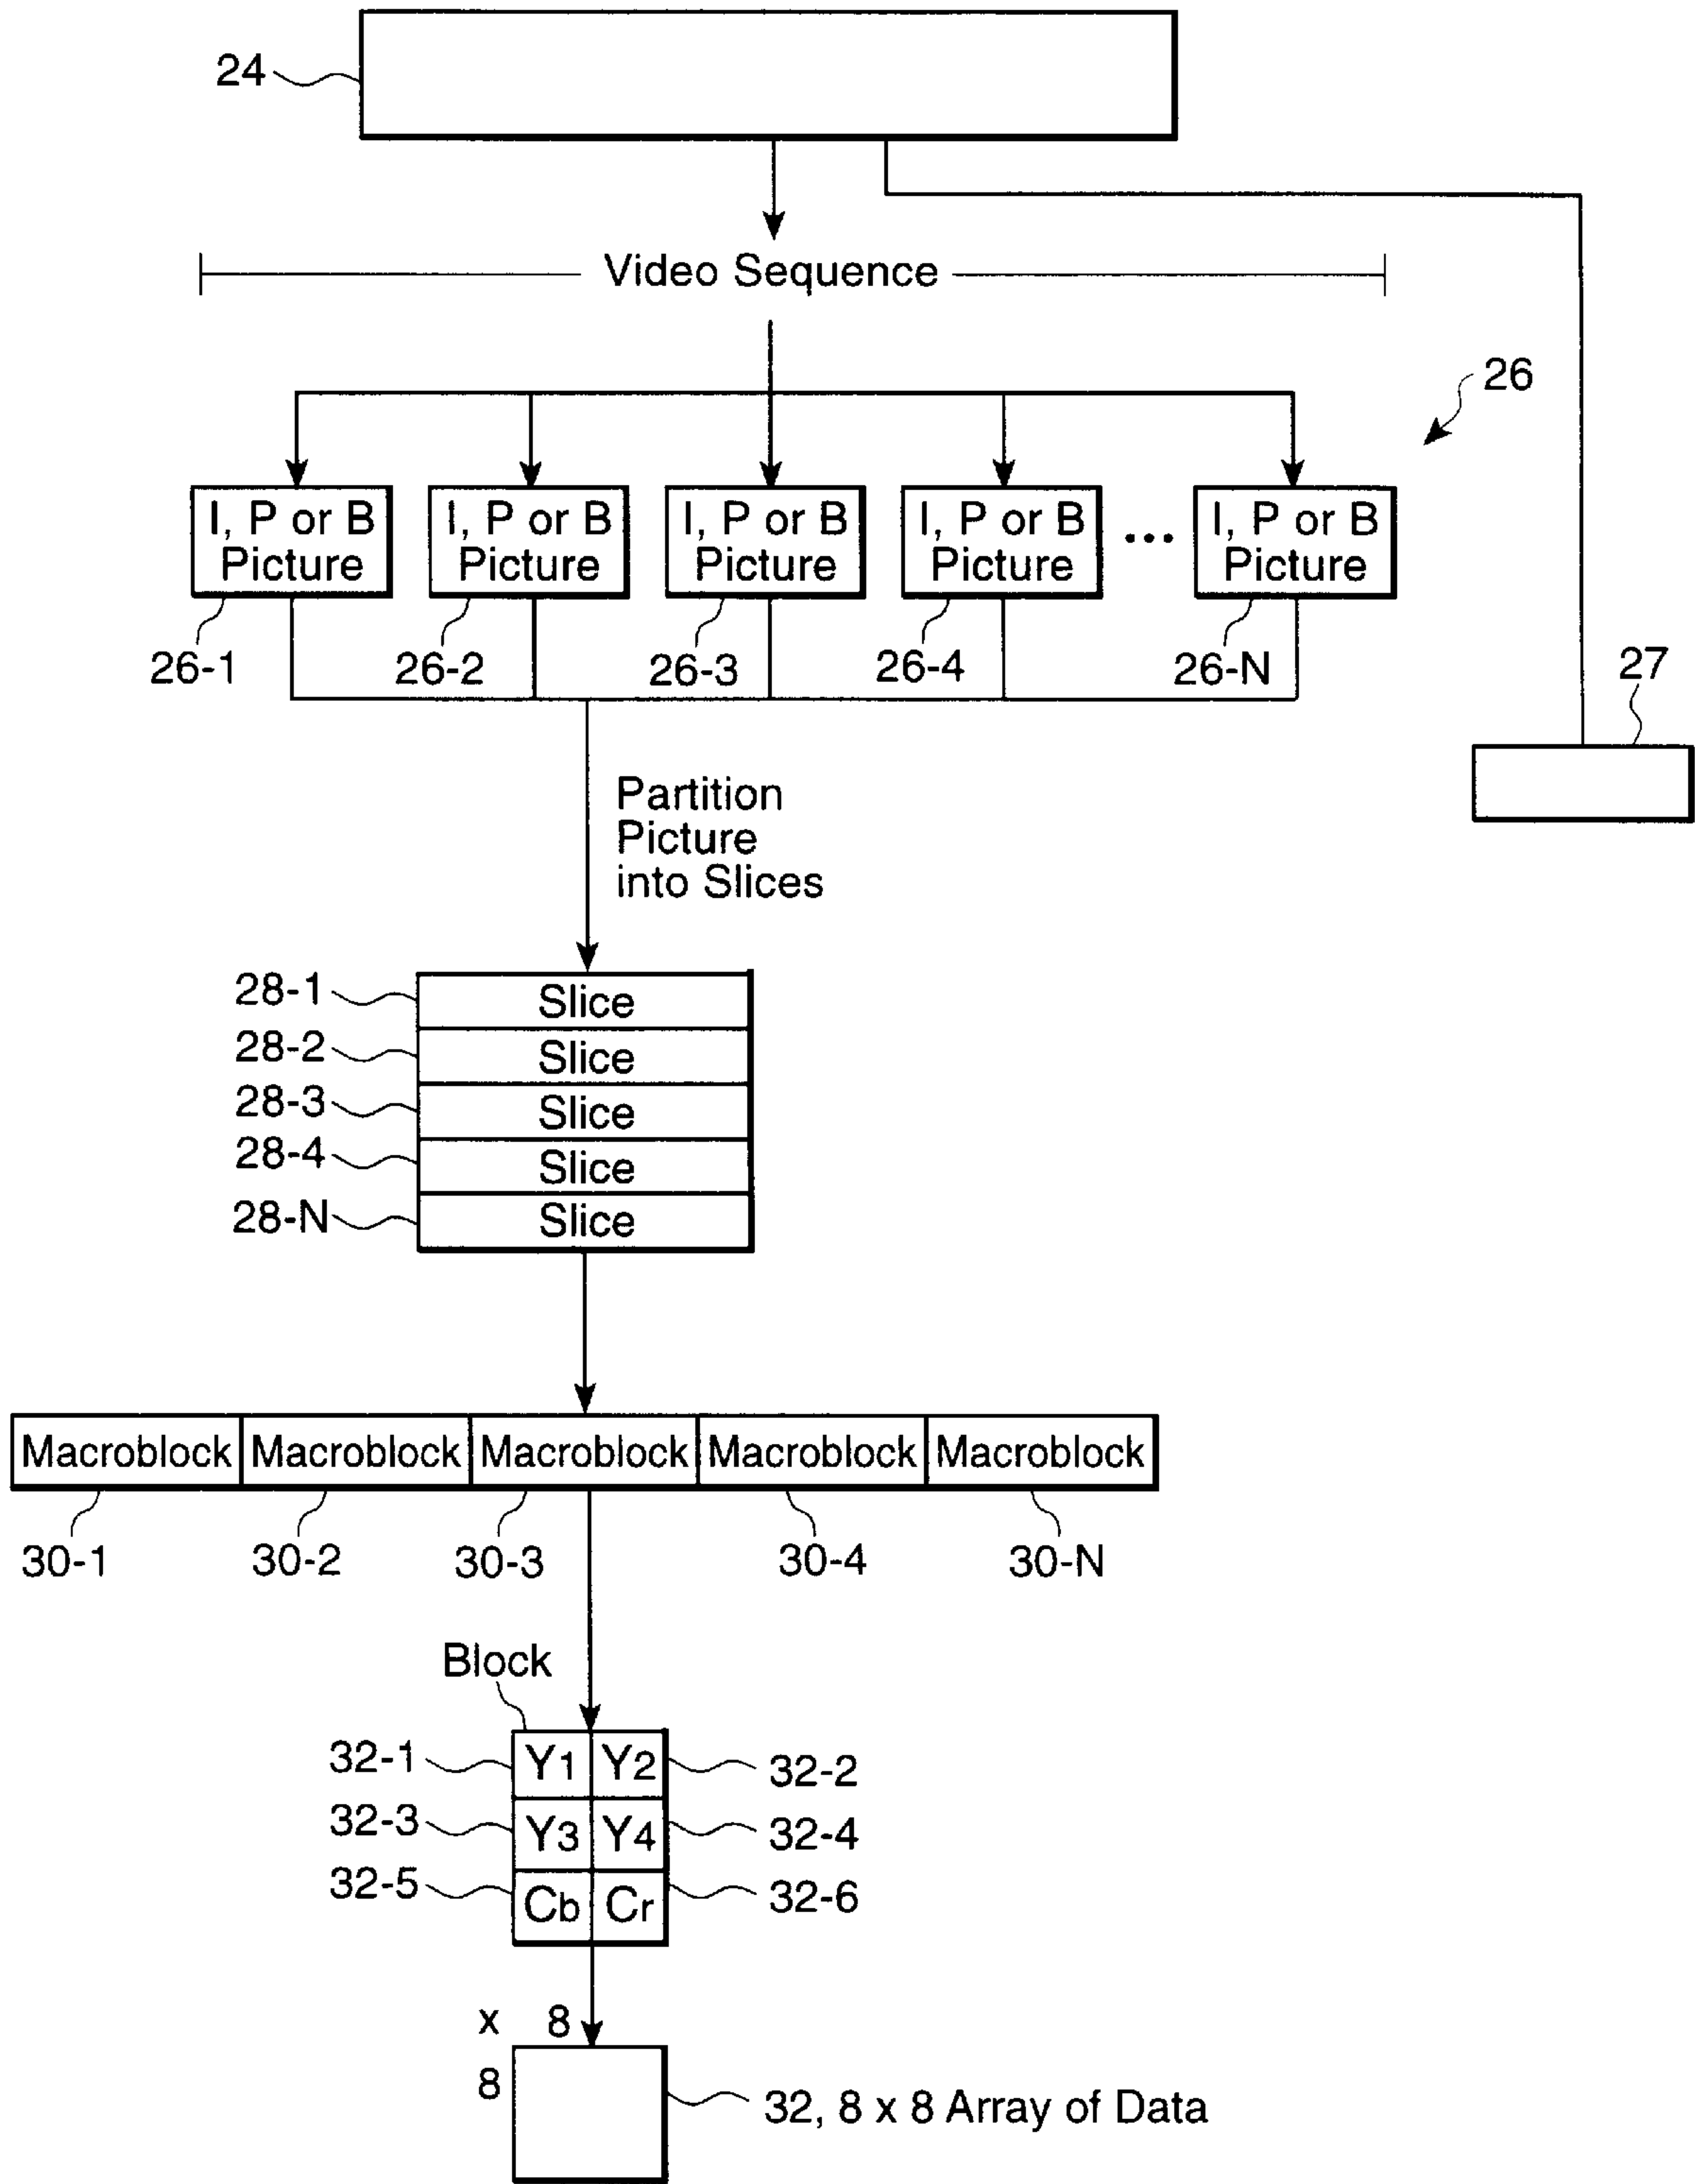 24
Video Sequence
26
I, P or B Picture
I, P or B Picture
I, P or B Picture
I, P or B Picture
...
I, P or B Picture
26-1
26-2
26-3
26-4
26-N
27
Partition
Picture
into Slices
28-1
Slice
28-2
Slice
28-3
Slice
28-4
Slice
28-N
Slice
Macroblock
Macroblock
Macroblock
Macroblock
Macroblock
30-1
30-2
30-3
30-4
30-N
Block
32-1
Y1
Y2
32-2
32-3
Y3
Y4
32-4
32-5
Cb
Cr
32-6
x 8
8
32, 8 x 8 Array of Data